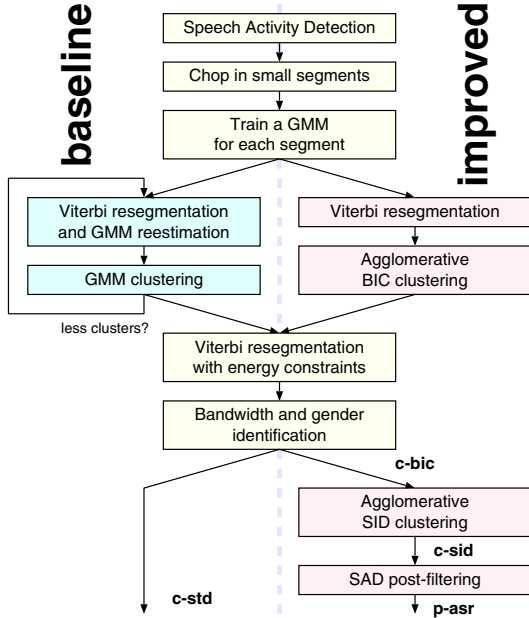 baseline
improved
Speech Activity Detection
Chop in small segments
Train a GMM
for each segment
Viterbi resegmentation
and GMM reestimation
GMM clustering
less clusters?
Viterbi resegmentation
Agglomerative
BIC clustering
Viterbi resegmentation
with energy constraints
Bandwidth and gender
identification
c-bic
Agglomerative
SID clustering
c-sid
SAD post-filtering
c-std
p-asr